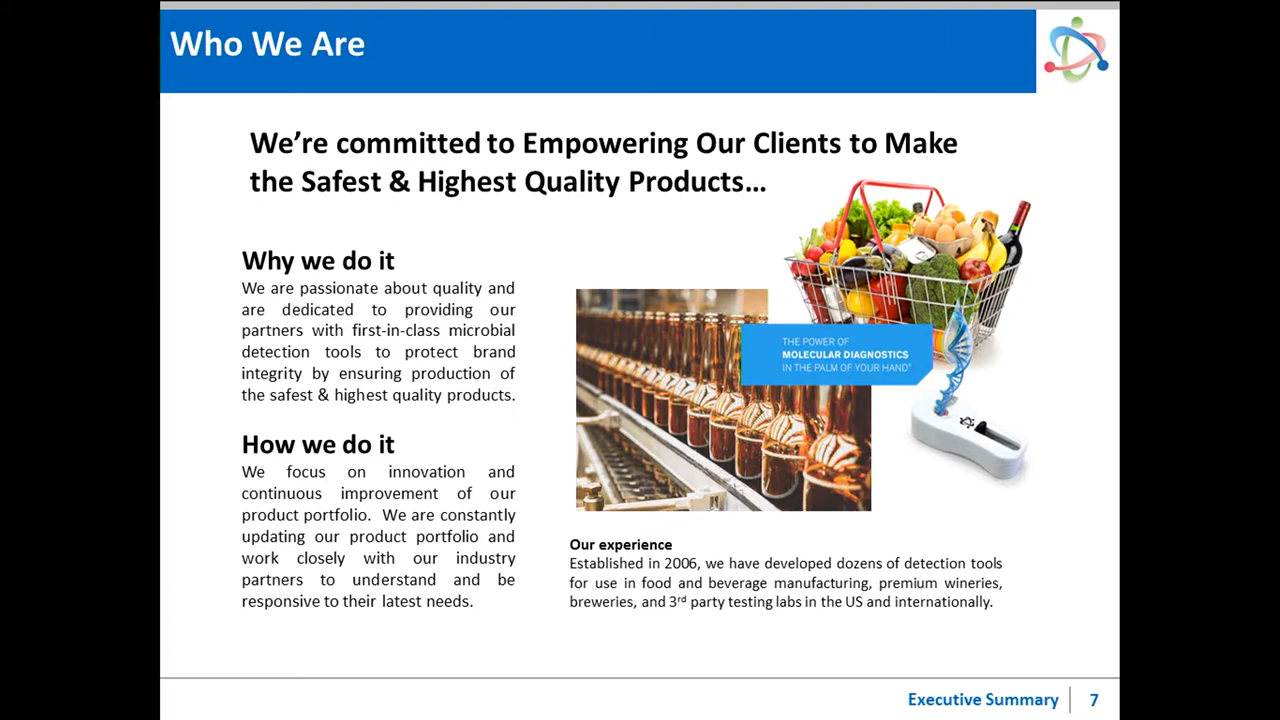 Who We Are
We’re committed to Empowering Our Clients to Make
the Safest & Highest Quality Products…
Why we do it
We are passionate about quality and
are dedicated to providing our
partners with first-in-class microbial
detection tools to protect brand
integrity by ensuring production of
the safest & highest quality products.
How we do it
We focus on innovation and
continuous improvement of our
product portfolio. We are constantly
updating our product portfolio and
work closely with our industry
partners to understand and be
responsive to their latest needs.
THE POWER OF
MOLECULAR DIAGNOSTICS
IN THE PALM OF YOUR HAND®
Our experience
Established in 2006, we have developed dozens of detection tools
for use in food and beverage manufacturing, premium wineries,
breweries, and 3rd party testing labs in the US and internationally.
Executive Summary 7